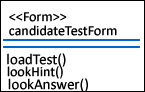 <<Form>>
candidateTestForm
loadTest()
lookHint()
lookAnswer()